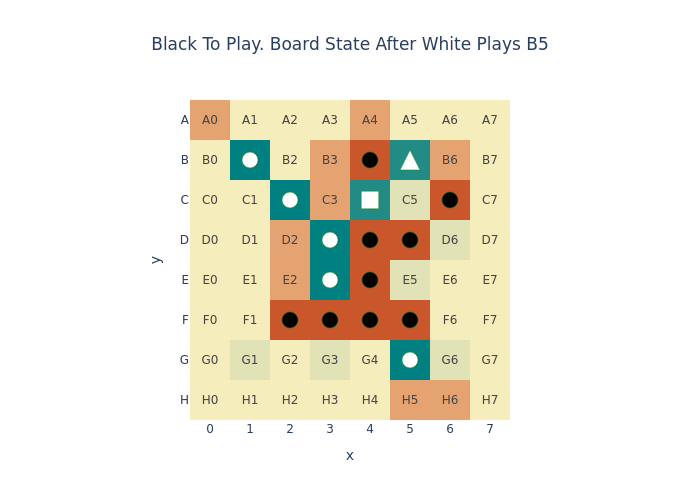 Black To Play. Board State After White Plays B5
A A0 A1 A2 A3 A4 A5 A6 A7
B B0 B2 B3 B6 B7
C C0 C1 C3 C5 C7
D D0 D1 D2 D6 D7
E E0 E1 E2 E5 E6 E7
F F0 F1 F6 F7
G G0 G1 G2 G3 G4 G6 G7
H H0 H1 H2 H3 H4 H5 H6 H7
0 1 2 3 4 5 6 7
x
y